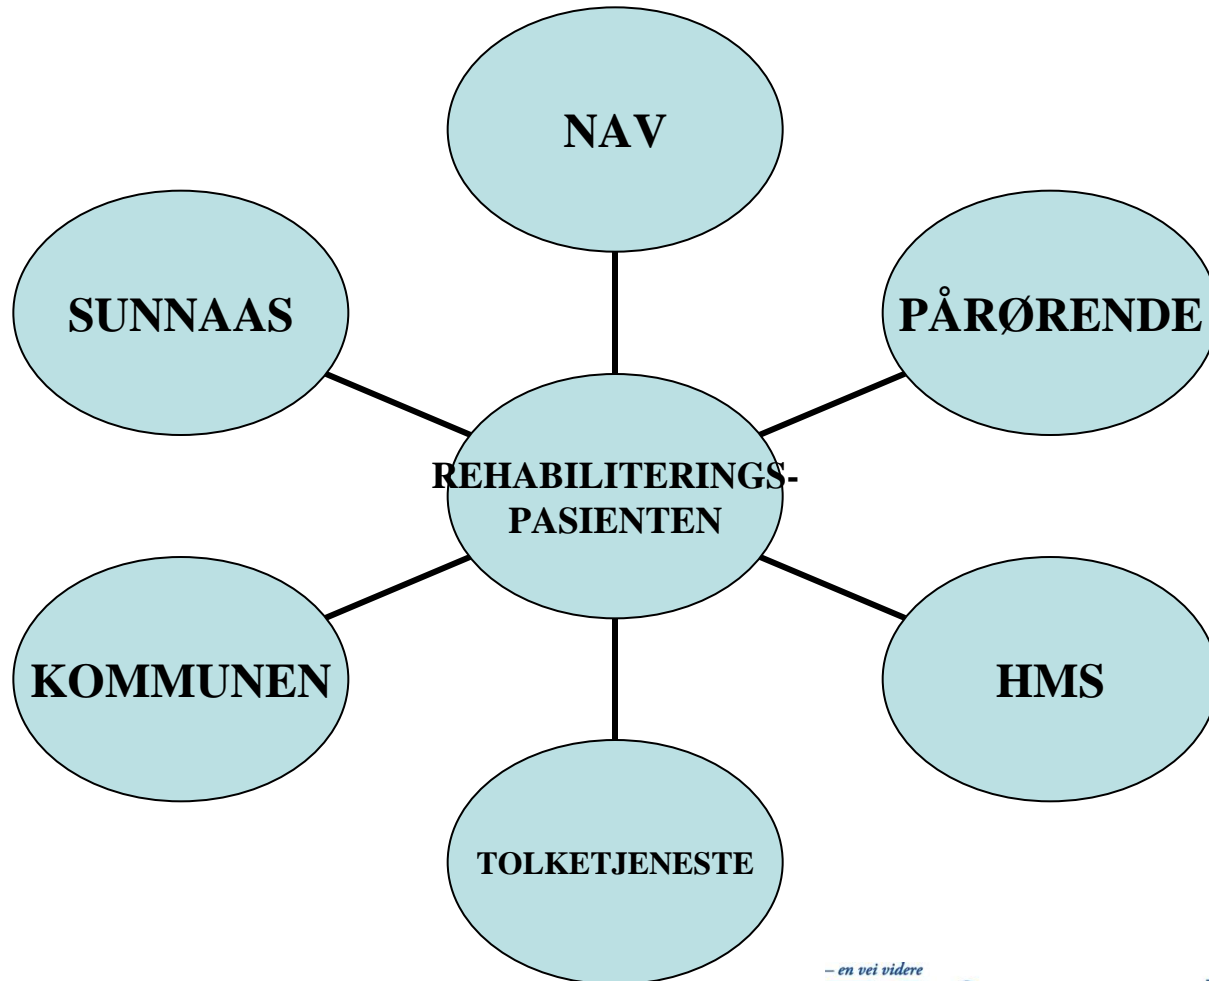 NAV
SUNNAAS
PÅRØRENDE
REHABILITERINGS-
PASIENTEN
KOMMUNEN
HMS
TOLKETJENESTE
– en vei videre